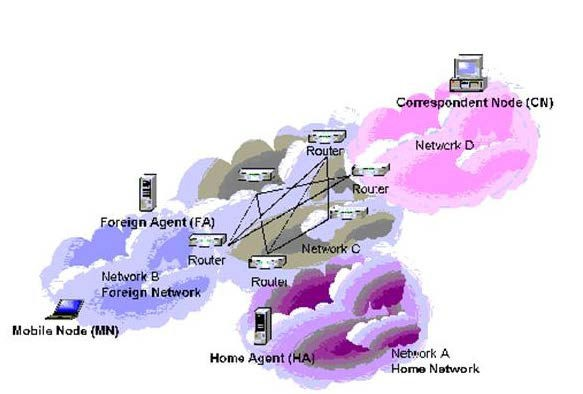 Correspondent Node (CN)
Network D
Router
Router
Foreign Agent (FA)
Network C
Router
Router
Network B
Foreign Network
Mobile Node (MN)
Home Agent (HA)
Network A
Home Network